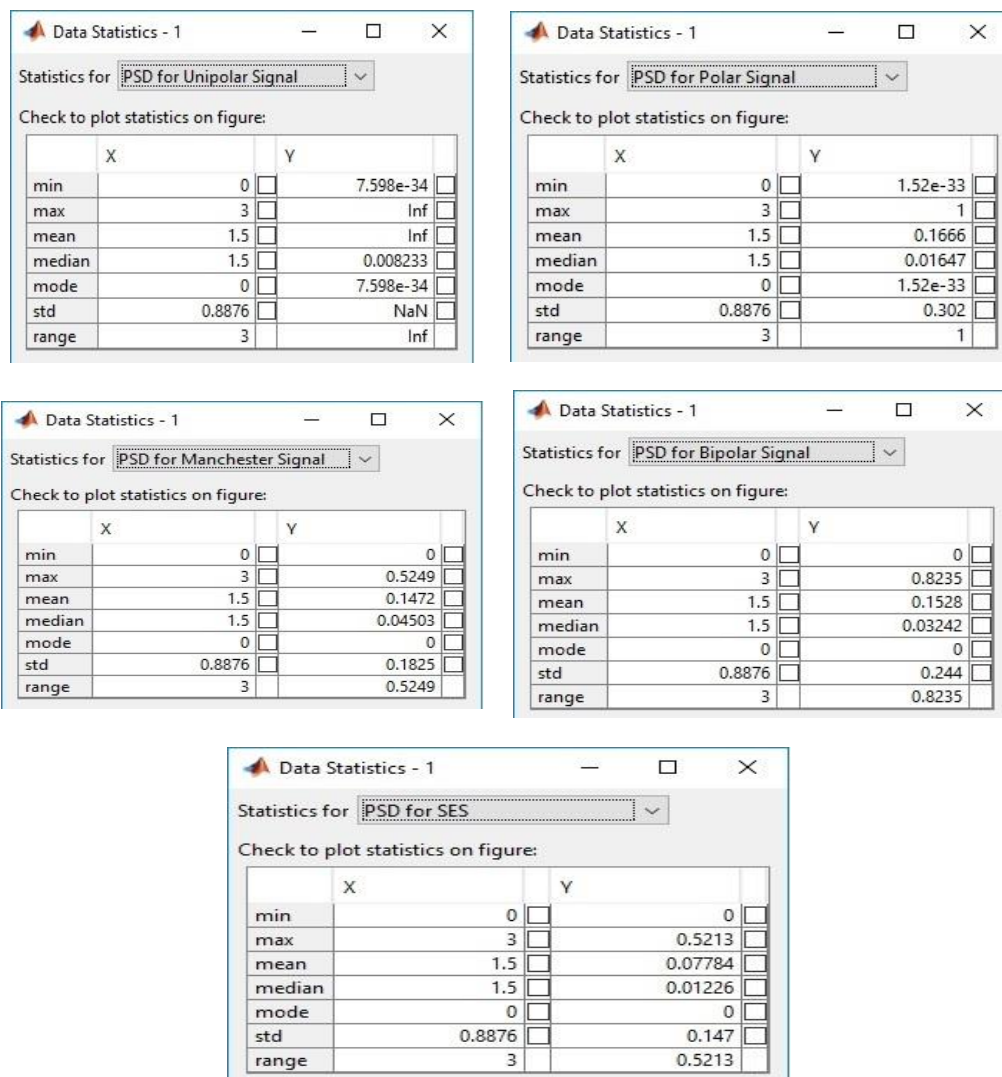 Data Statistics - 1
Statistics for PSD for Unipolar Signal
Check to plot statistics on figure:
X Y
min 0 7.598e-34
max 3 Inf
mean 1.5 Inf
median 1.5 0.008233
mode 0 7.598e-34
std 0.8876 NaN
range 3 Inf
Data Statistics - 1
Statistics for PSD for Polar Signal
Check to plot statistics on figure:
X Y
min 0 1.52e-33
max 3 1
mean 1.5 0.1666
median 1.5 0.01647
mode 0 1.52e-33
std 0.8876 0.302
range 3 1
Data Statistics - 1
Statistics for PSD for Manchester Signal
Check to plot statistics on figure:
X Y
min 0 0
max 3 0.5249
mean 1.5 0.1472
median 1.5 0.04503
mode 0 0
std 0.8876 0.1825
range 3 0.5249
Data Statistics - 1
Statistics for PSD for Bipolar Signal
Check to plot statistics on figure:
X Y
min 0 0
max 3 0.8235
mean 1.5 0.1528
median 1.5 0.03242
mode 0 0
std 0.8876 0.244
range 3 0.8235
Data Statistics - 1
Statistics for PSD for SES
Check to plot statistics on figure:
X Y
min 0 0
max 3 0.5213
mean 1.5 0.07784
median 1.5 0.01226
mode 0 0
std 0.8876 0.147
range 3 0.5213